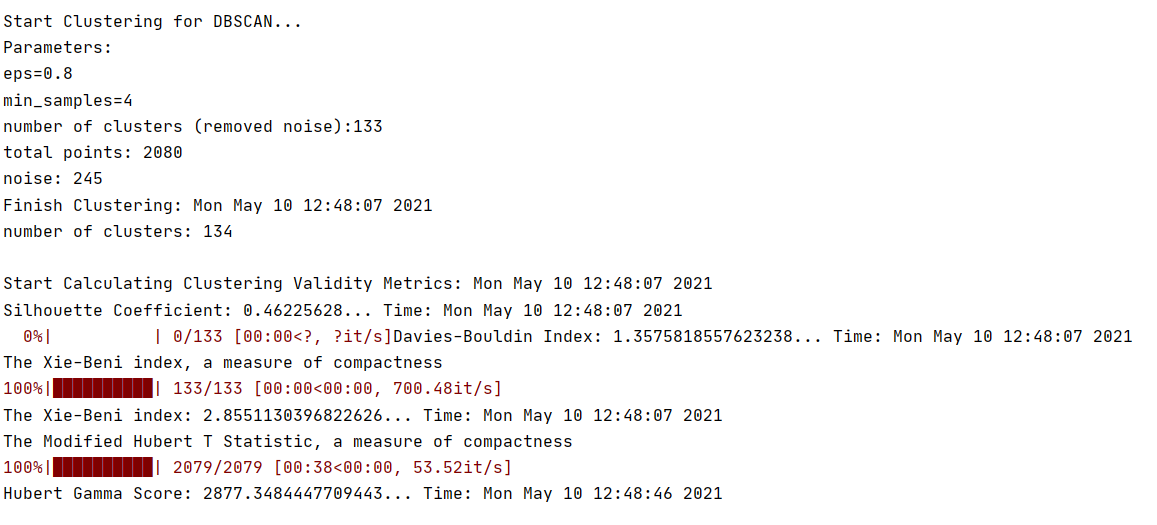 Start Clustering for DBSCAN...
Parameters:
eps=0.8
min_samples=4
number of clusters (removed noise):133
total points: 2080
noise: 245
Finish Clustering: Mon May 10 12:48:07 2021
number of clusters: 134
Start Calculating Clustering Validity Metrics: Mon May 10 12:48:07 2021
Silhouette Coefficient: 0.46225628... Time: Mon May 10 12:48:07 2021
0%|          | 0/133 [00:00<?, ?it/s]Davies-Bouldin Index: 1.3575818557623238... Time: Mon May 10 12:48:07 2021
The Xie-Beni index, a measure of compactness
100%|██████████| 133/133 [00:00<00:00, 700.48it/s]
The Xie-Beni index: 2.8551130396822626... Time: Mon May 10 12:48:07 2021
The Modified Hubert T Statistic, a measure of compactness
100%|██████████| 2079/2079 [00:38<00:00, 53.52it/s]
Hubert Gamma Score: 2877.3484447709443... Time: Mon May 10 12:48:46 2021